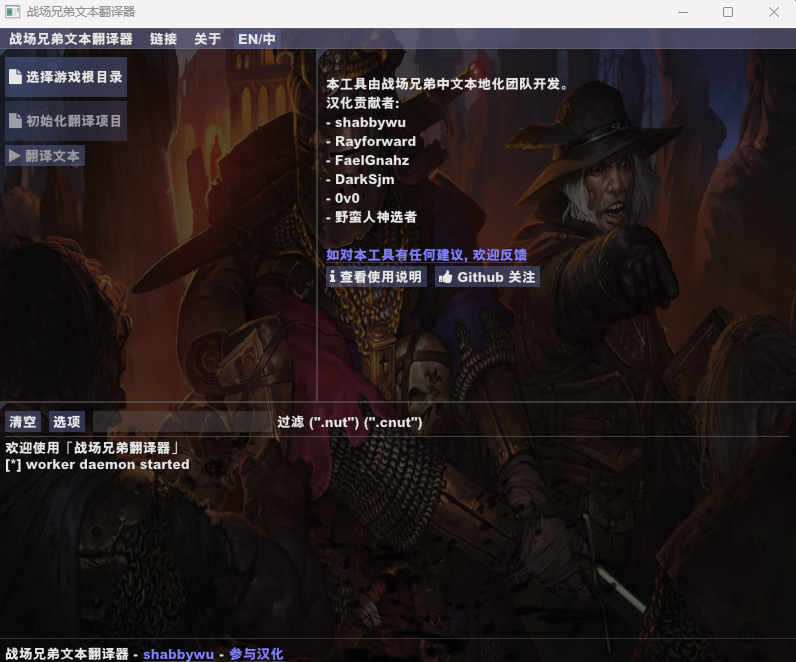 战场兄弟文本翻译器
战场兄弟文本翻译器 链接 关于 EN/中
选择游戏根目录
初始化翻译项目
翻译文本
本工具由战场兄弟中文本地化团队开发。
汉化贡献者:
- shabbywu
- Rayforward
- FaelGnahz
- DarkSjm
- 0v0
- 野蛮人神选者
如对本工具有任何建议, 欢迎反馈
查看使用说明 Github 关注
清空 选项 过滤 (".nut") (".cnut")
欢迎使用「战场兄弟翻译器」
[*] worker daemon started
战场兄弟文本翻译器 - shabbywu - 参与汉化